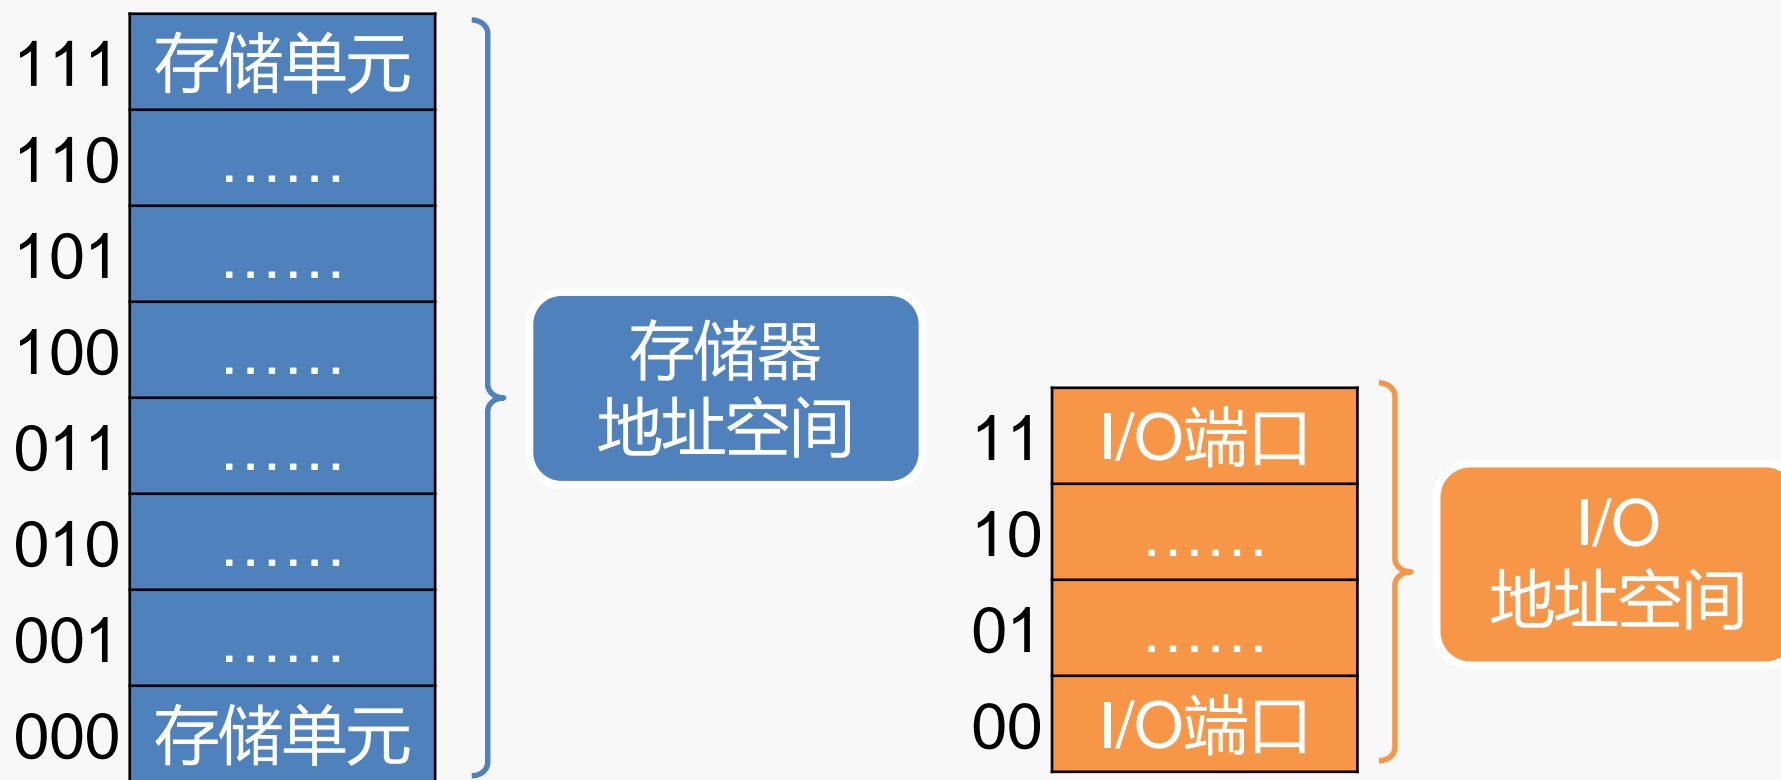 111 存储单元
110 ……
101 ……
100 ……
011 ……
010 ……
001 ……
000 存储单元
存储器
地址空间
11 I/O端口
10 ……
01 ……
00 I/O端口
I/O
地址空间